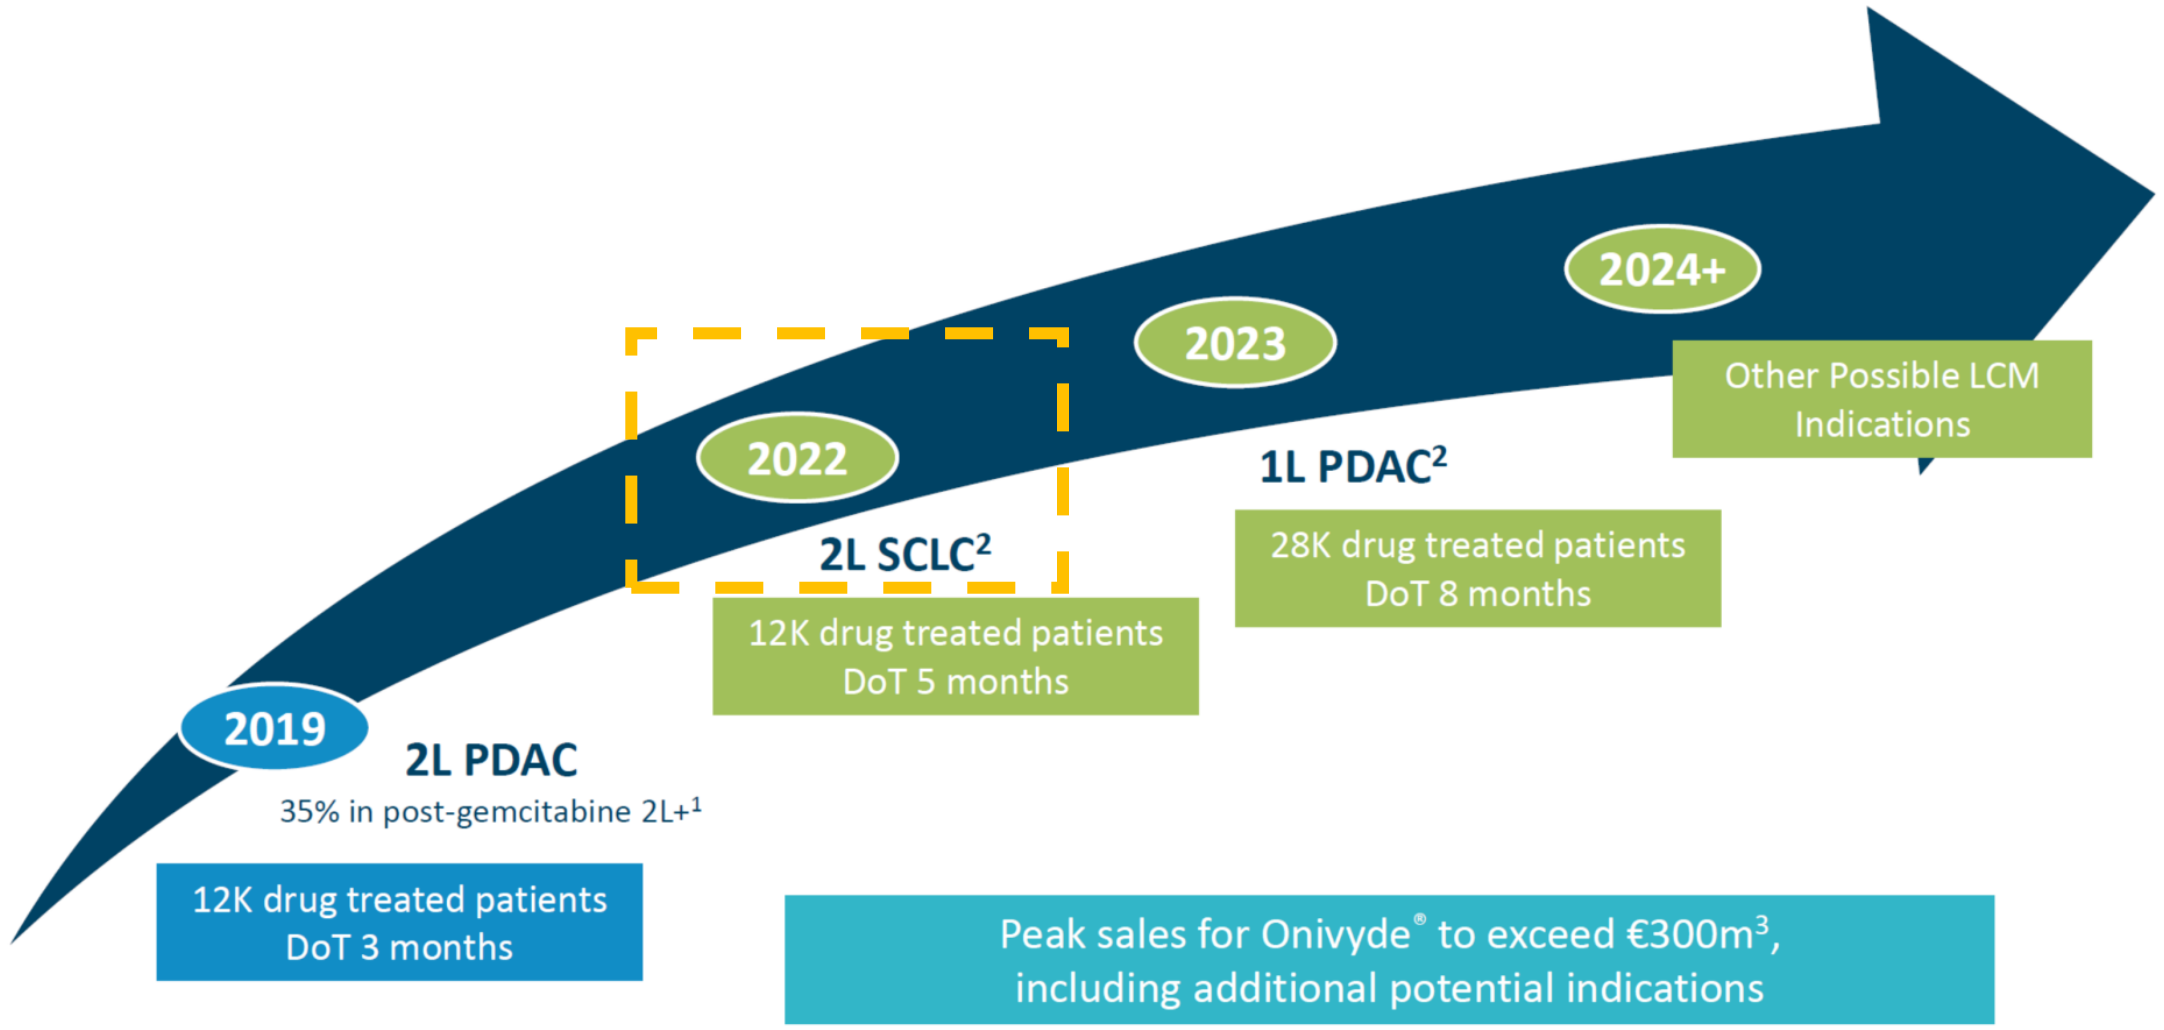 2024+
Other Possible LCM
Indications
2023
1L PDAC²
28K drug treated patients
DoT 8 months
2022
2L SCLC²
12K drug treated patients
DoT 5 months
2019
2L PDAC
35% in post-gemcitabine 2L+¹
12K drug treated patients
DoT 3 months
Peak sales for Onivyde® to exceed €300m³,
including additional potential indications